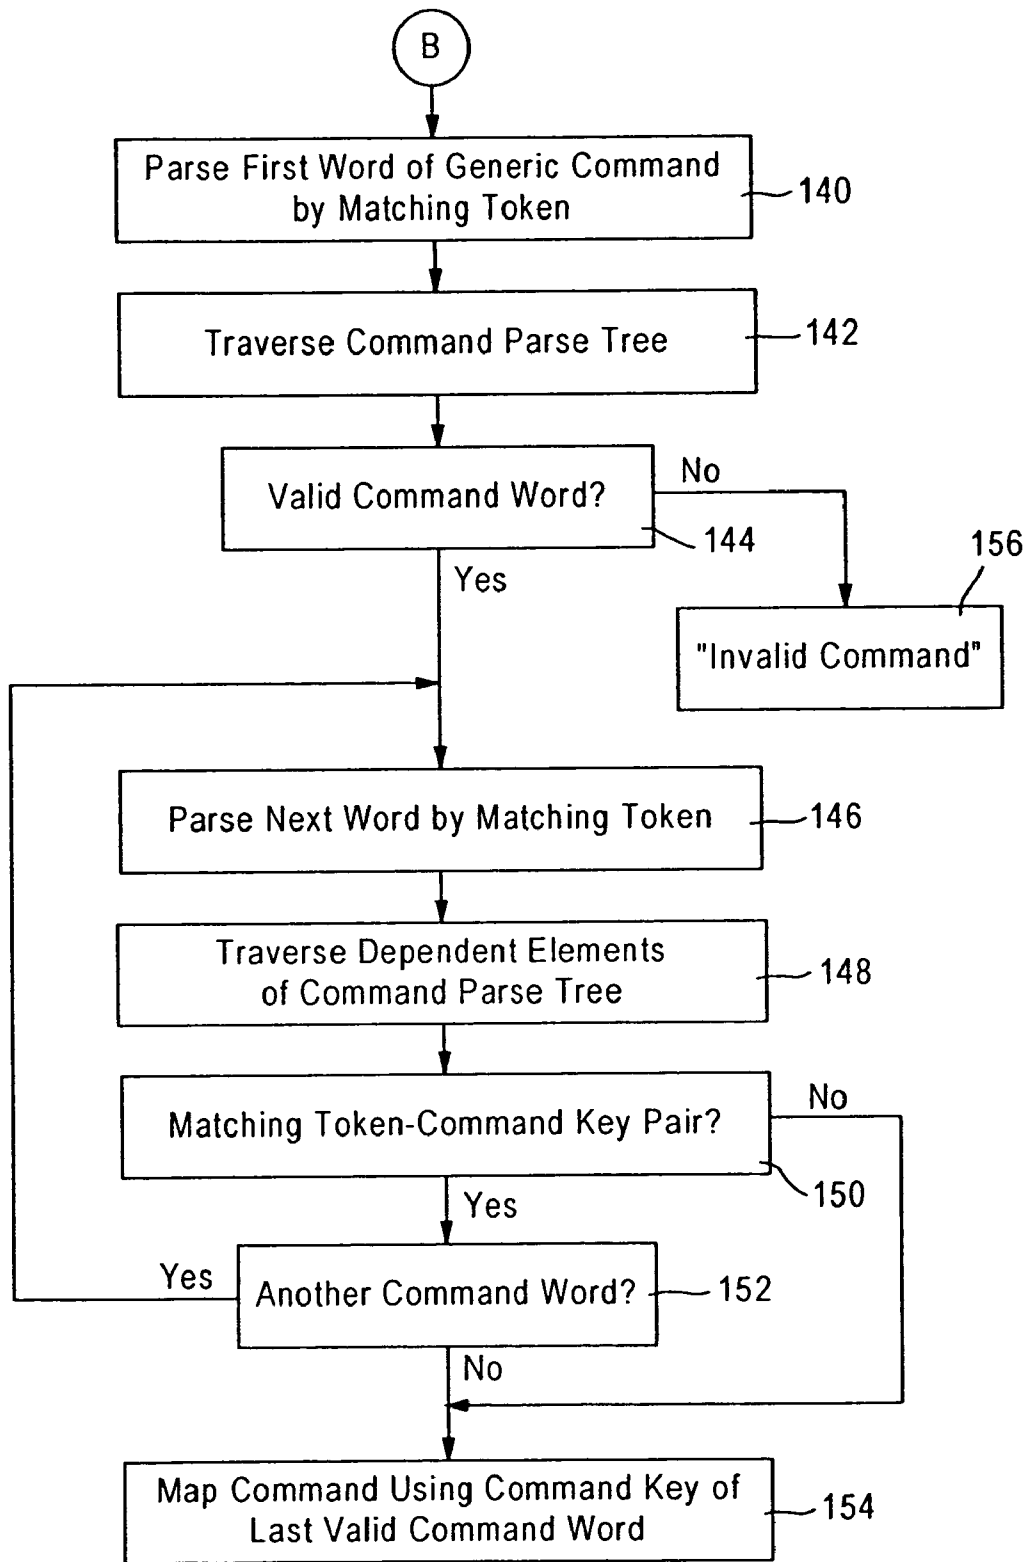 B
Parse First Word of Generic Command
by Matching Token
140
Traverse Command Parse Tree
142
Valid Command Word?
No
144
156
Yes
"Invalid Command"
Parse Next Word by Matching Token
146
Traverse Dependent Elements
of Command Parse Tree
148
Matching Token-Command Key Pair?
No
150
Yes
Yes
Another Command Word?
152
No
Map Command Using Command Key of
Last Valid Command Word
154